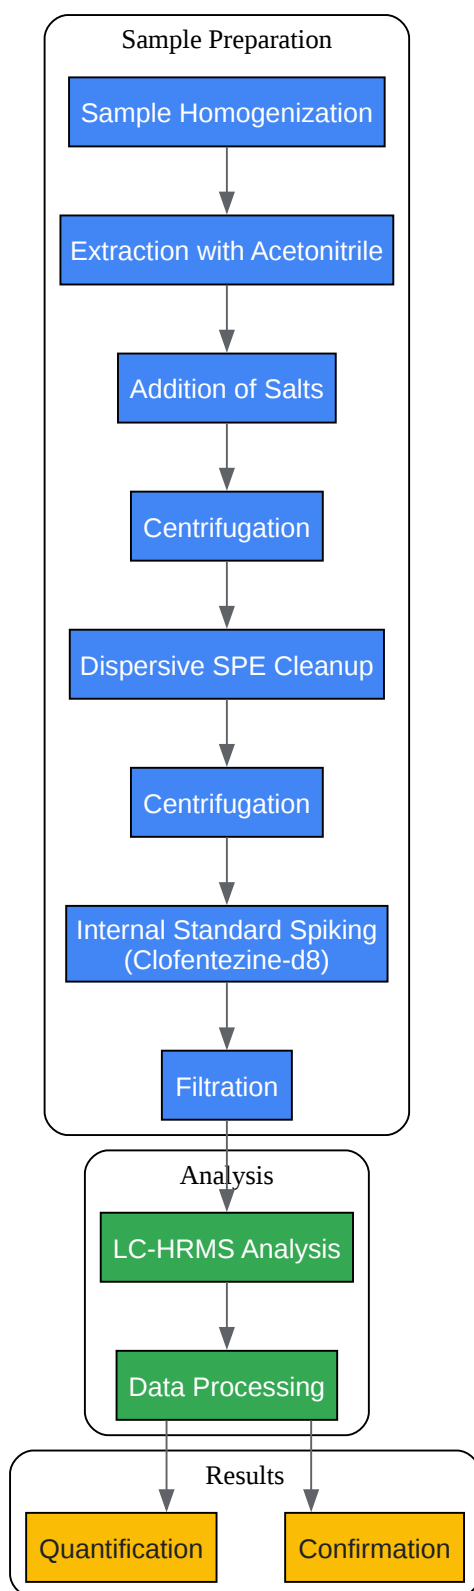 Sample Preparation
Sample Homogenization
Extraction with Acetonitrile
Addition of Salts
Centrifugation
Dispersive SPE Cleanup
Centrifugation
Internal Standard Spiking
(Clofentezine-d8)
Filtration
Analysis
LC-HRMS Analysis
Data Processing
Results
Quantification
Confirmation